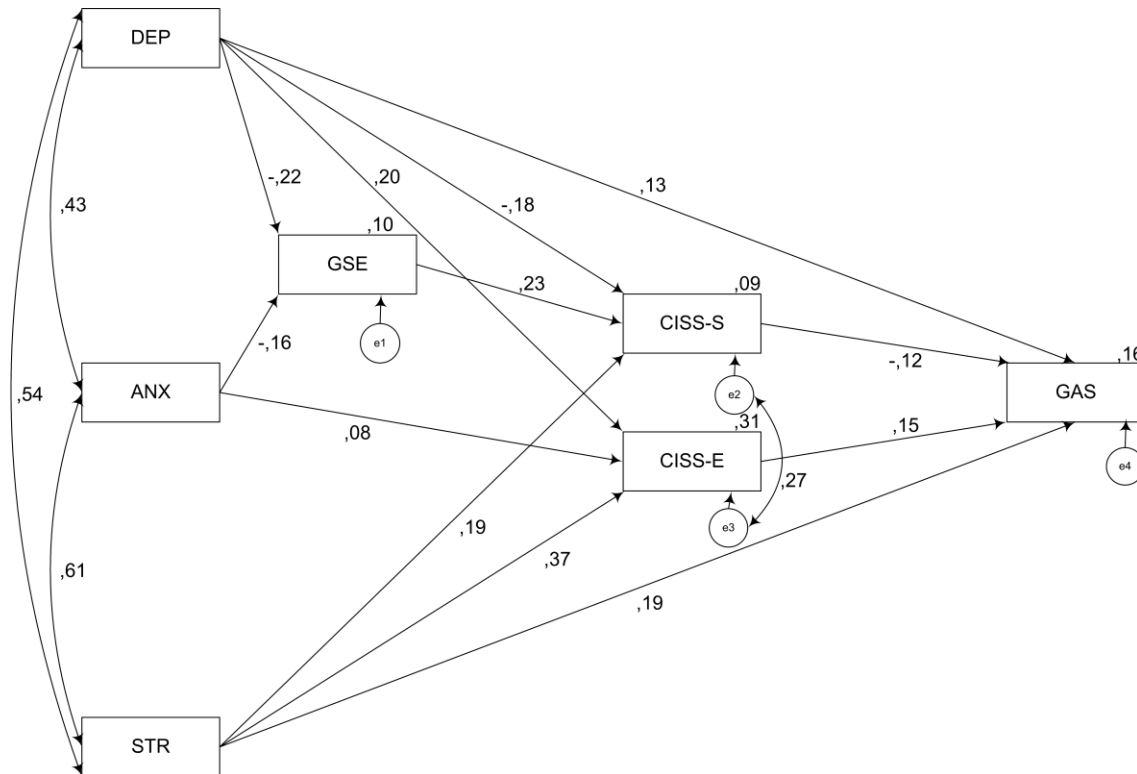 DEP
,43
,54
-,22
,20
-,18
,13
,10
GSE
,23
e1
,09
CISS-S
e2
-,12
,16
GAS
e4
-,16
ANX
,08
,31
CISS-E
e3
,15
,27
,61
,19
,37
,19
STR